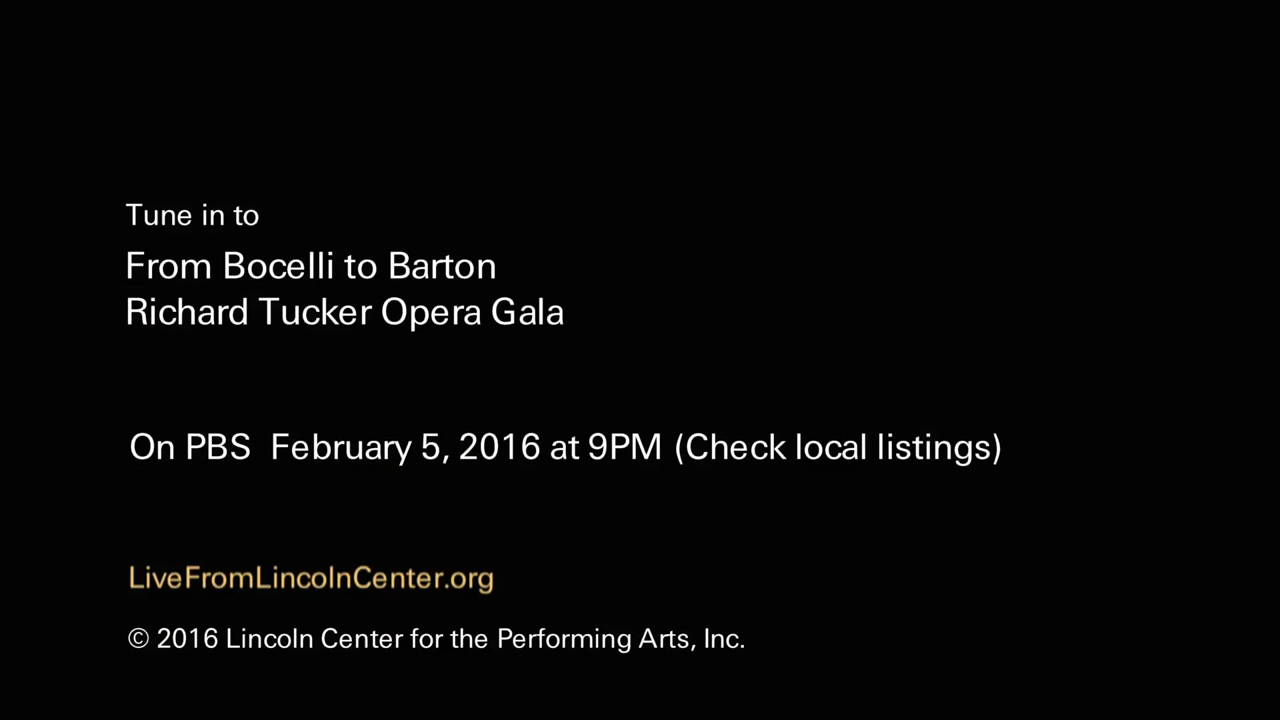 Tune in to
From Bocelli to Barton
Richard Tucker Opera Gala
On PBS  February 5, 2016 at 9PM (Check local listings)
LiveFromLincolnCenter.org
© 2016 Lincoln Center for the Performing Arts, Inc.